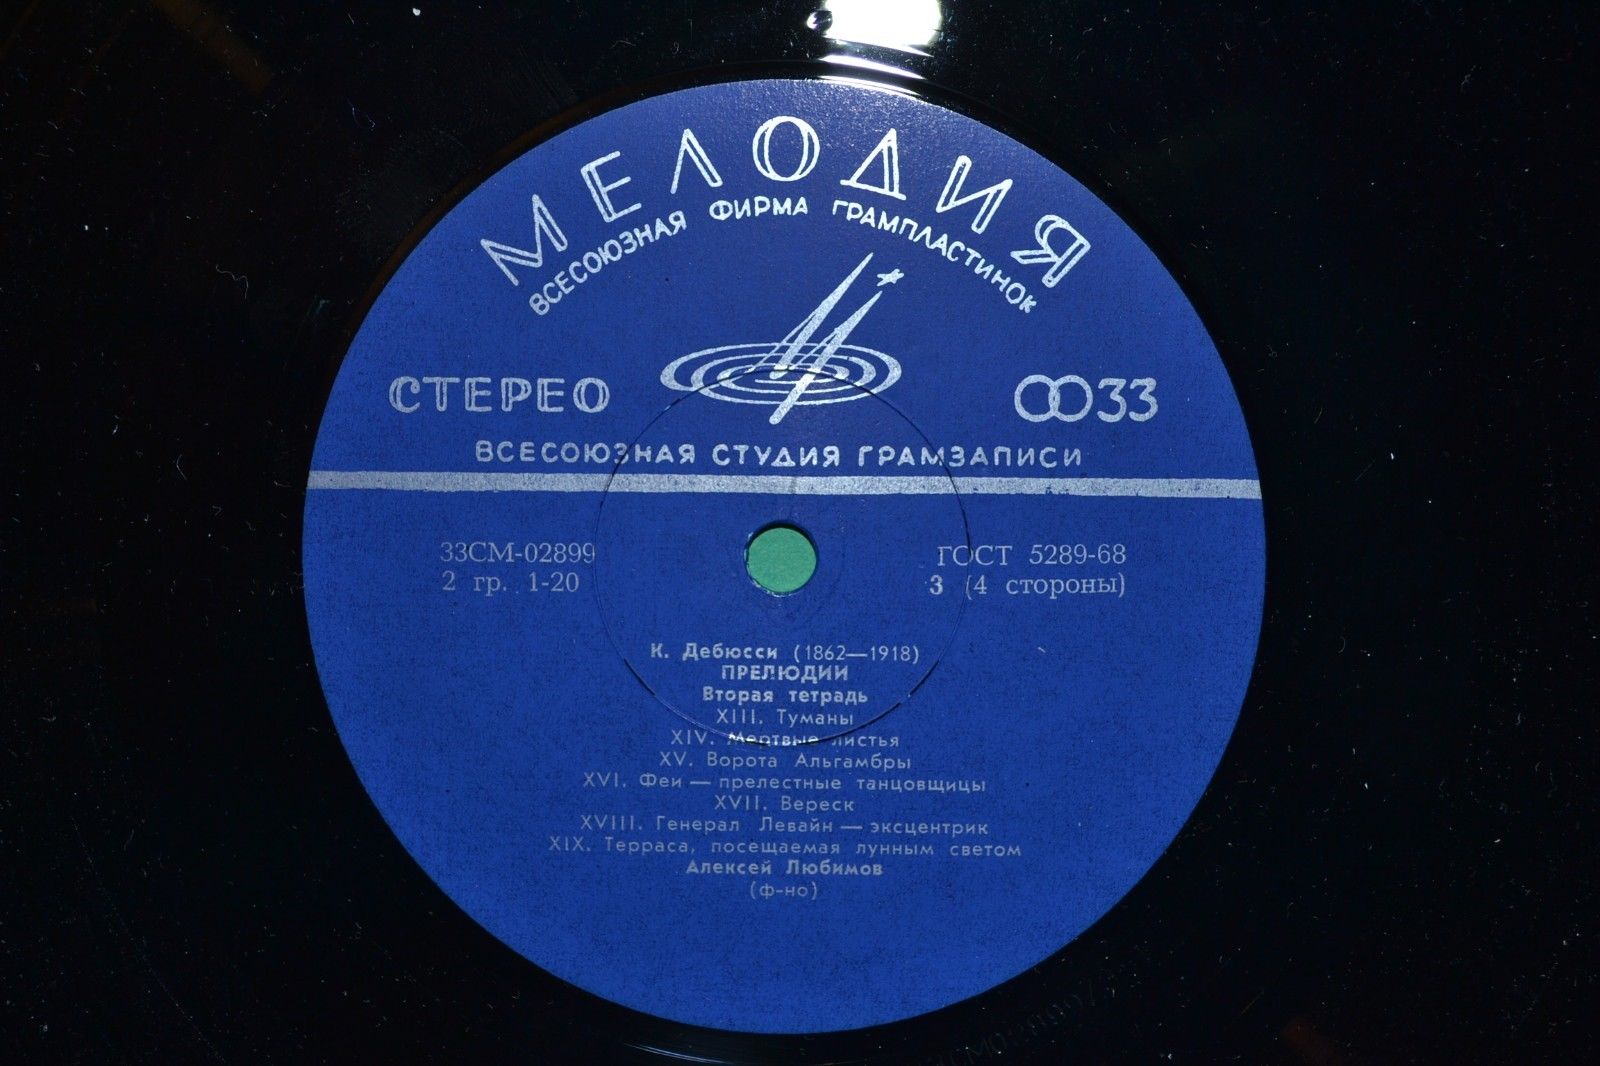 МЕЛОДИЯ
ВСЕСОЮЗНАЯ ФИРМА ГРАМПЛАСТИНОК
СТЕРЕО
33
ВСЕСОЮЗНАЯ СТУДИЯ ГРАМЗАПИСИ
33СМ-02899
2 гр. 1-20
ГОСТ 5289-68
3 (4 стороны)
К. Дебюсси (1862—1918)
ПРЕЛЮДИИ
Вторая тетрадь
XIII. Туманы
XIV. Мертвые листья
XV. Ворота Альгамбры
XVI. Феи — прелестные танцовщицы
XVII. Вереск
XVIII. Генерал Левайн — эксцентрик
XIX. Терраса, посещаемая лунным светом
Алексей Любимов
(ф-но)